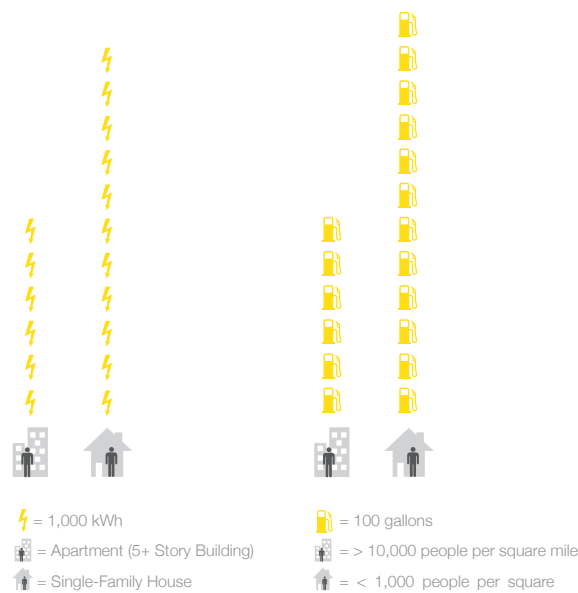 = 1,000 kWh
= Apartment (5+ Story Building)
= Single-Family House
= 100 gallons
= > 10,000 people per square mile
= < 1,000 people per square